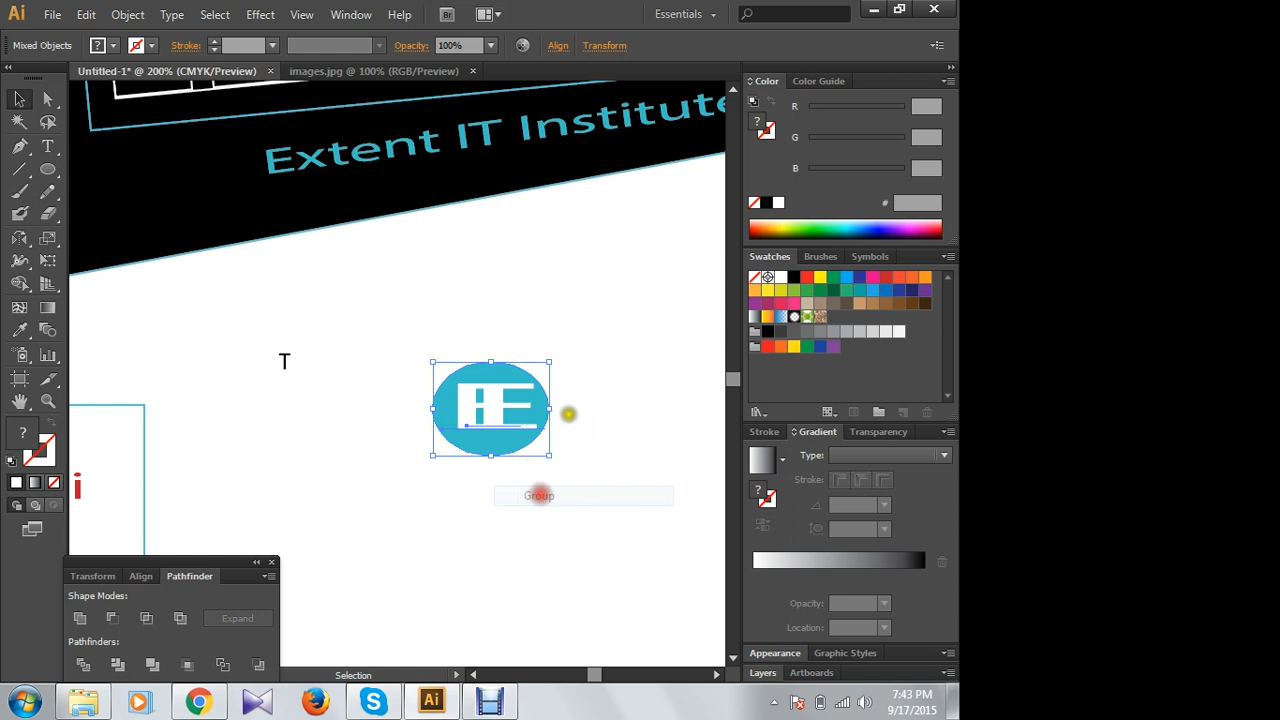 Ai File Edit Object Type Select Effect View Window Help Br Essentials
Mixed Objects ? Stroke: Opacity: 100% Align Transform
Untitled-1* @ 200% (CMYK/Preview) × images.jpg @ 100% (RGB/Preview) ×
Color Color Guide
? R
G
B
#
Extent IT Institute
Swatches Brushes Symbols
T
IE
Stroke Gradient Transparency
? Type:
Stroke:
?
i
Group
Transform Align Pathfinder
Shape Modes:
Expand
Pathfinders:
Opacity:
Location:
Appearance Graphic Styles
Layers Artboards
Selection
Ai
7:43 PM
9/17/2015